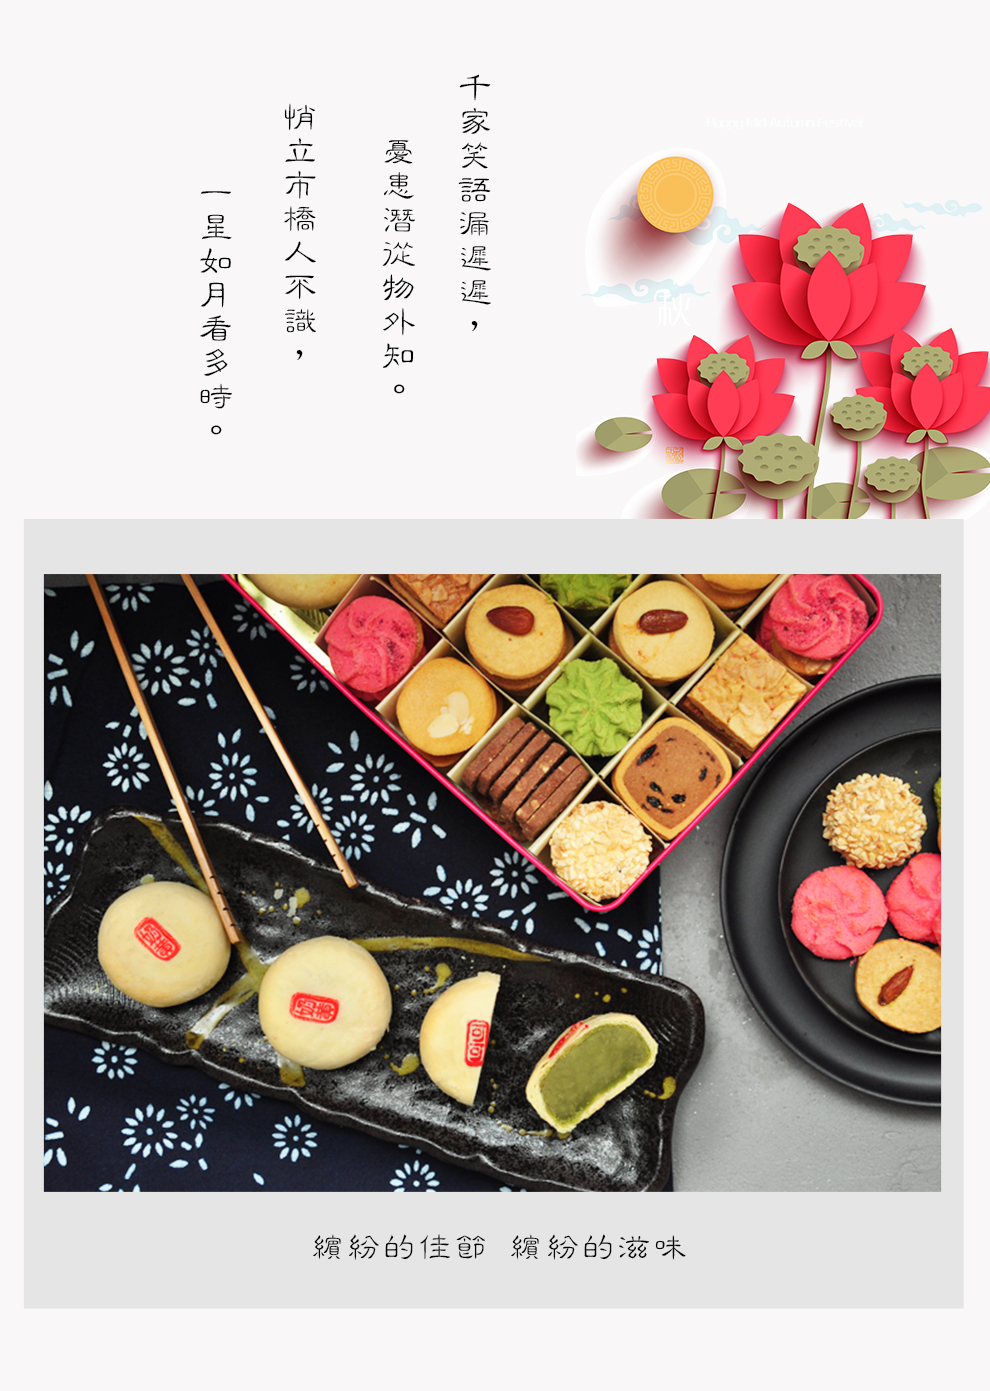 千家笑語漏遲遲，
憂患潛從物外知。
悄立市橋人不識，
一星如月看多時。
秋
繽紛的佳節 繽紛的滋味